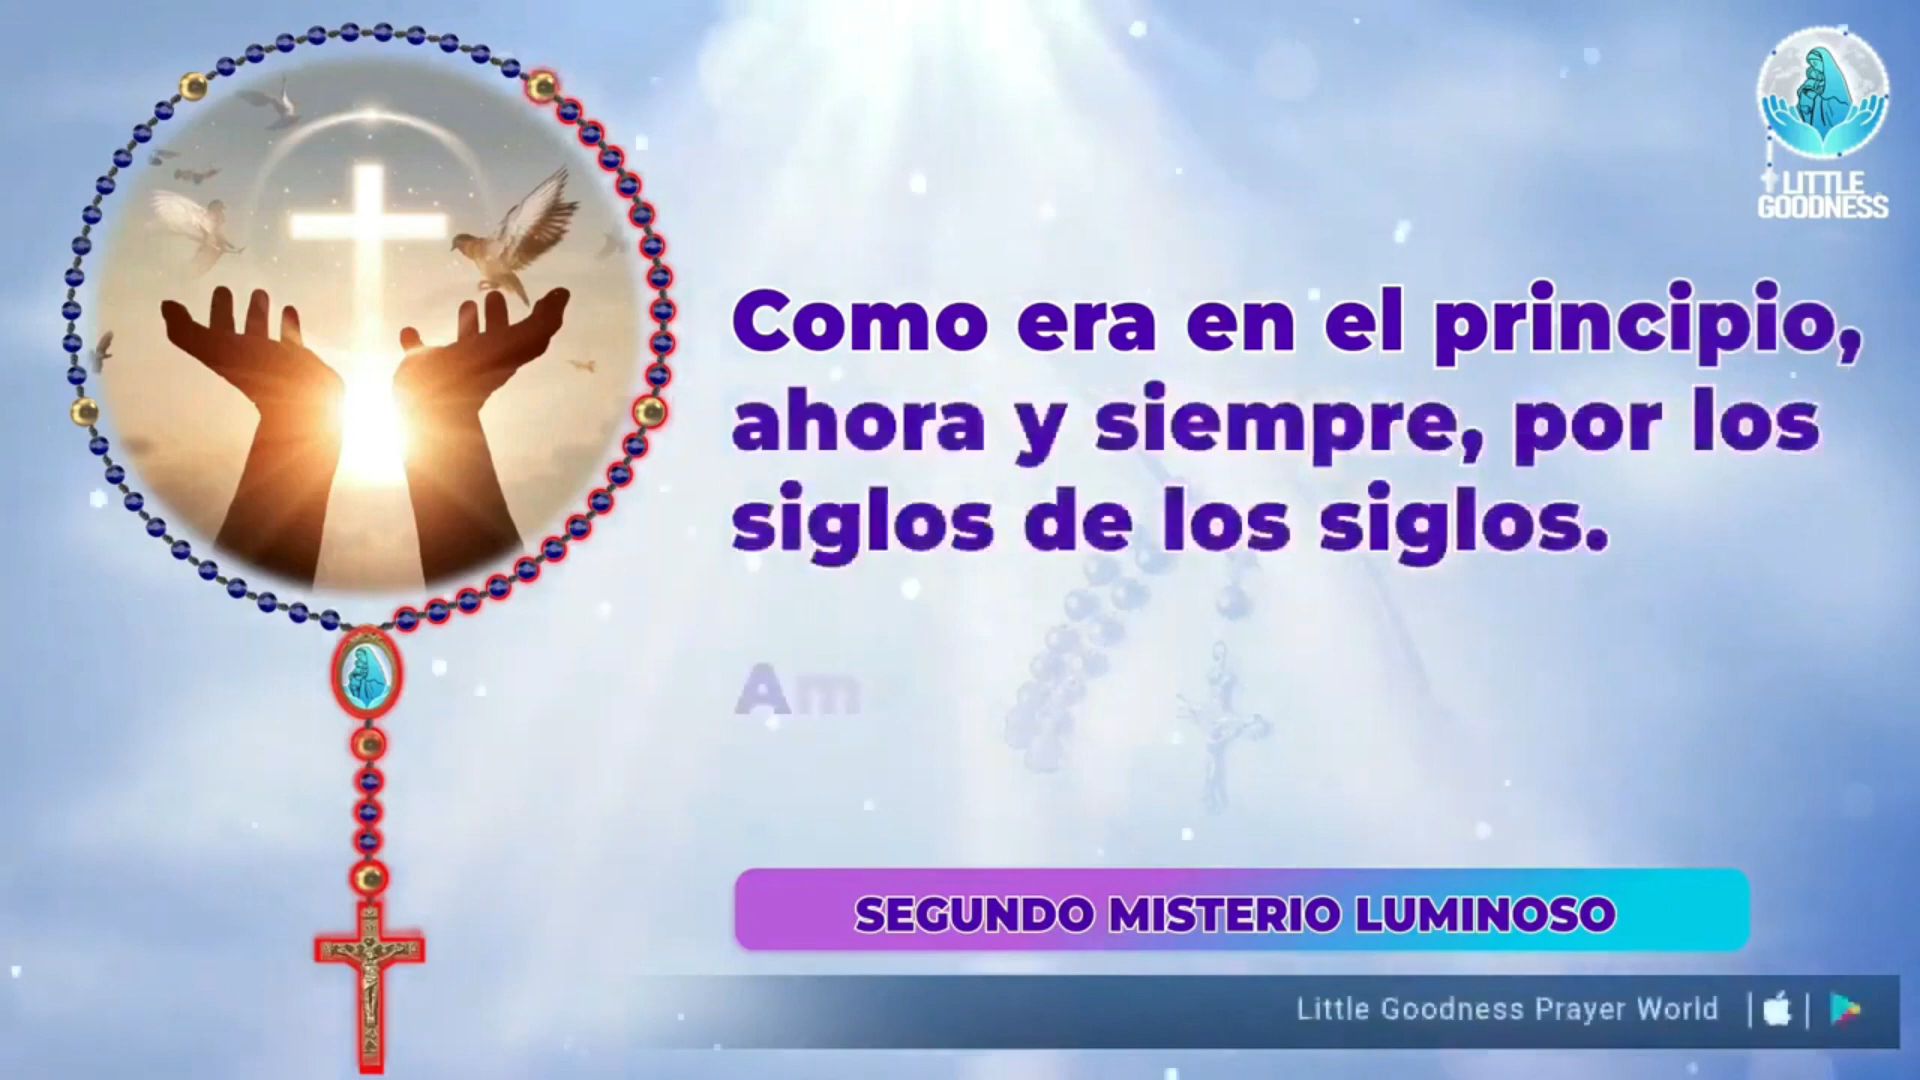 LITTLE
GOODNESS
Como era en el principio,
ahora y siempre, por los
siglos de los siglos.
Am
SEGUNDO MISTERIO LUMINOSO
Little Goodness Prayer World